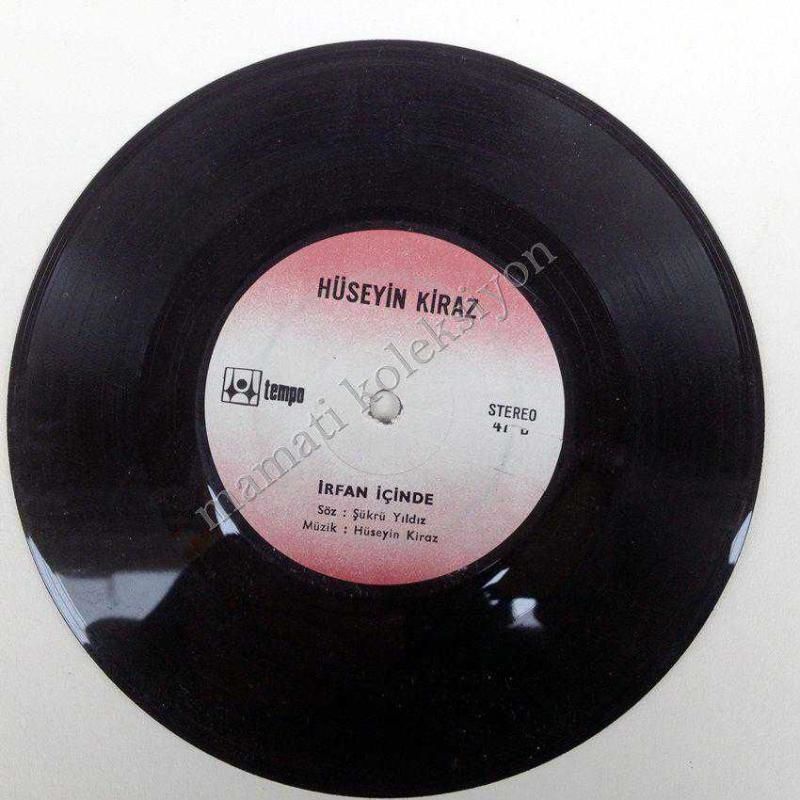 HÜSEYİN KİRAZ
tempo
STEREO
İRFAN İÇİNDE
Söz : Şükrü Yıldız
Müzik : Hüseyin Kiraz
mamati koleksiyon